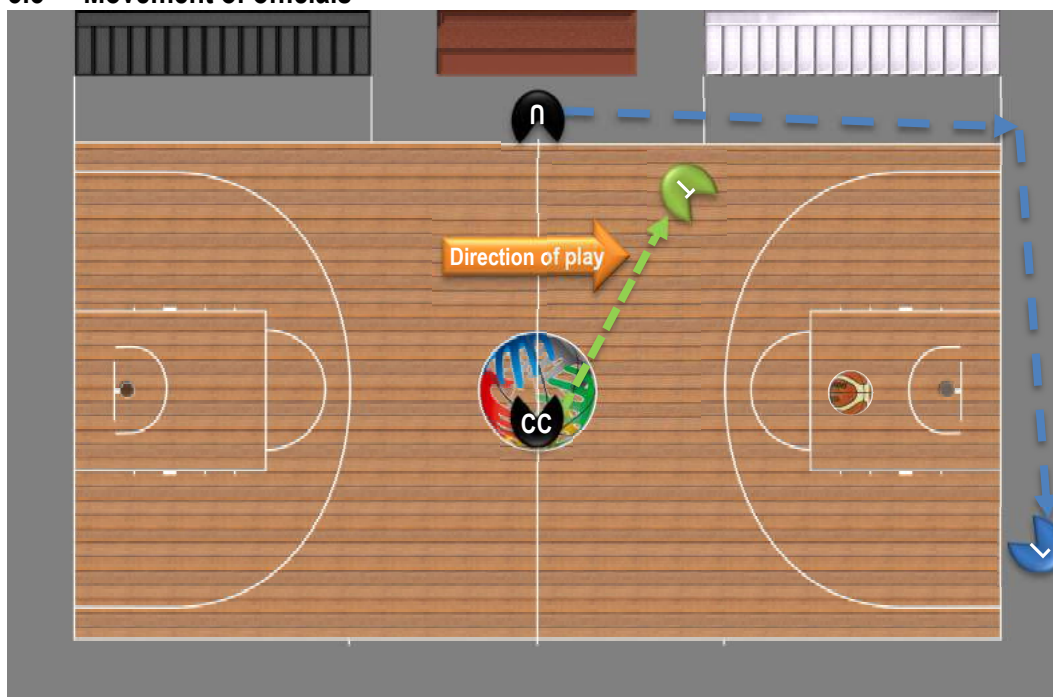 Movement of officials
U
T
Direction of play
CC
L